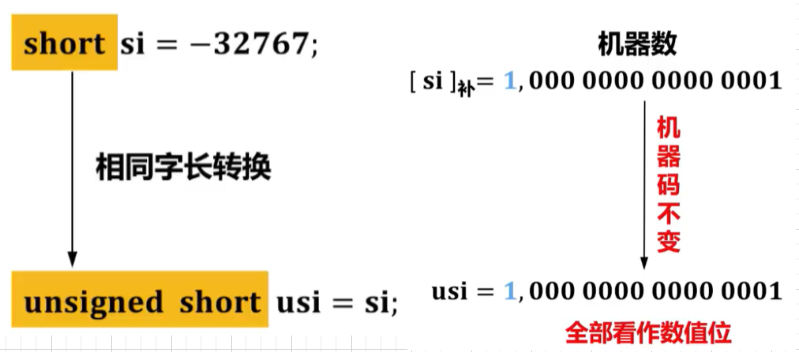 short si = −32767;
机器数
[ si ]补= 1,000 0000 0000 0001
相同字长转换
机器码不变
unsigned short usi = si;
usi = 1,000 0000 0000 0001
全部看作数值位